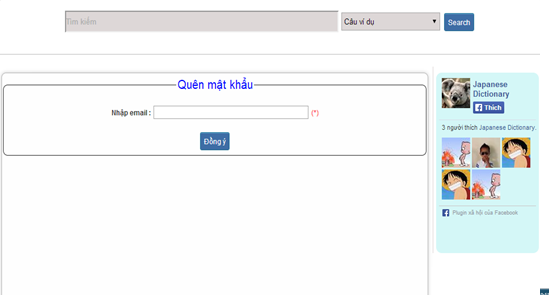 Tìm kiếm
Câu ví dụ
Search
Quên mật khẩu
Nhập email : (*)
Đồng ý
Japanese
Dictionary
Thích
3 người thích Japanese Dictionary.
Plugin xã hội của Facebook